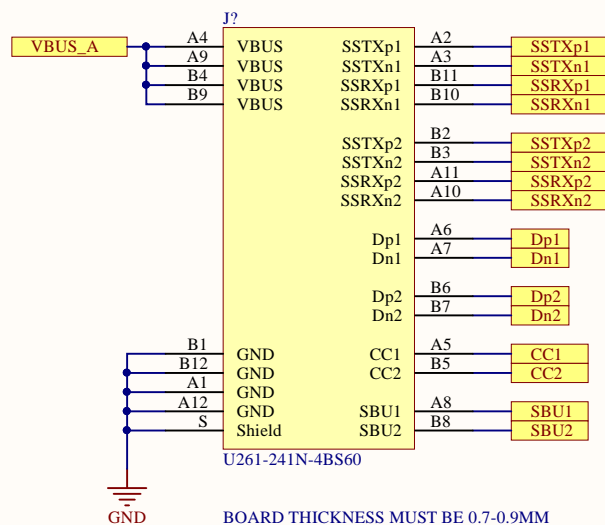 J?
VBUS_A A4 VBUS SSTXp1 A2 SSTXp1
A9 VBUS SSTXn1 A3 SSTXn1
B4 VBUS SSRXp1 B11 SSRXp1
B9 VBUS SSRXn1 B10 SSRXn1
SSTXp2 B2 SSTXp2
SSTXn2 B3 SSTXn2
SSRXp2 A11 SSRXp2
SSRXn2 A10 SSRXn2
Dp1 A6 Dp1
Dn1 A7 Dn1
Dp2 B6 Dp2
Dn2 B7 Dn2
B1 GND CC1 A5 CC1
B12 GND CC2 B5 CC2
A1 GND
A12 GND SBU1 A8 SBU1
S Shield SBU2 B8 SBU2
U261-241N-4BS60
GND BOARD THICKNESS MUST BE 0.7-0.9MM